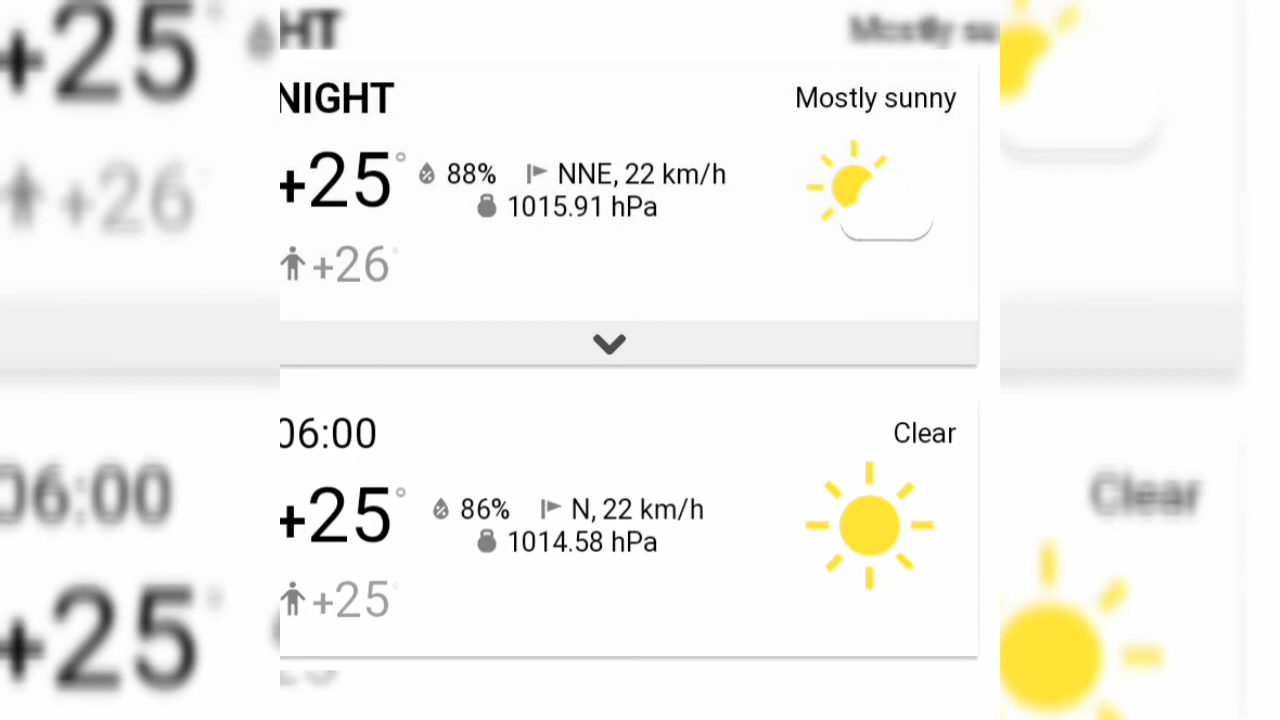 NIGHT
Mostly sunny
+25° 88% NNE, 22 km/h
1015.91 hPa
+26°
06:00
Clear
+25° 86% N, 22 km/h
1014.58 hPa
+25°